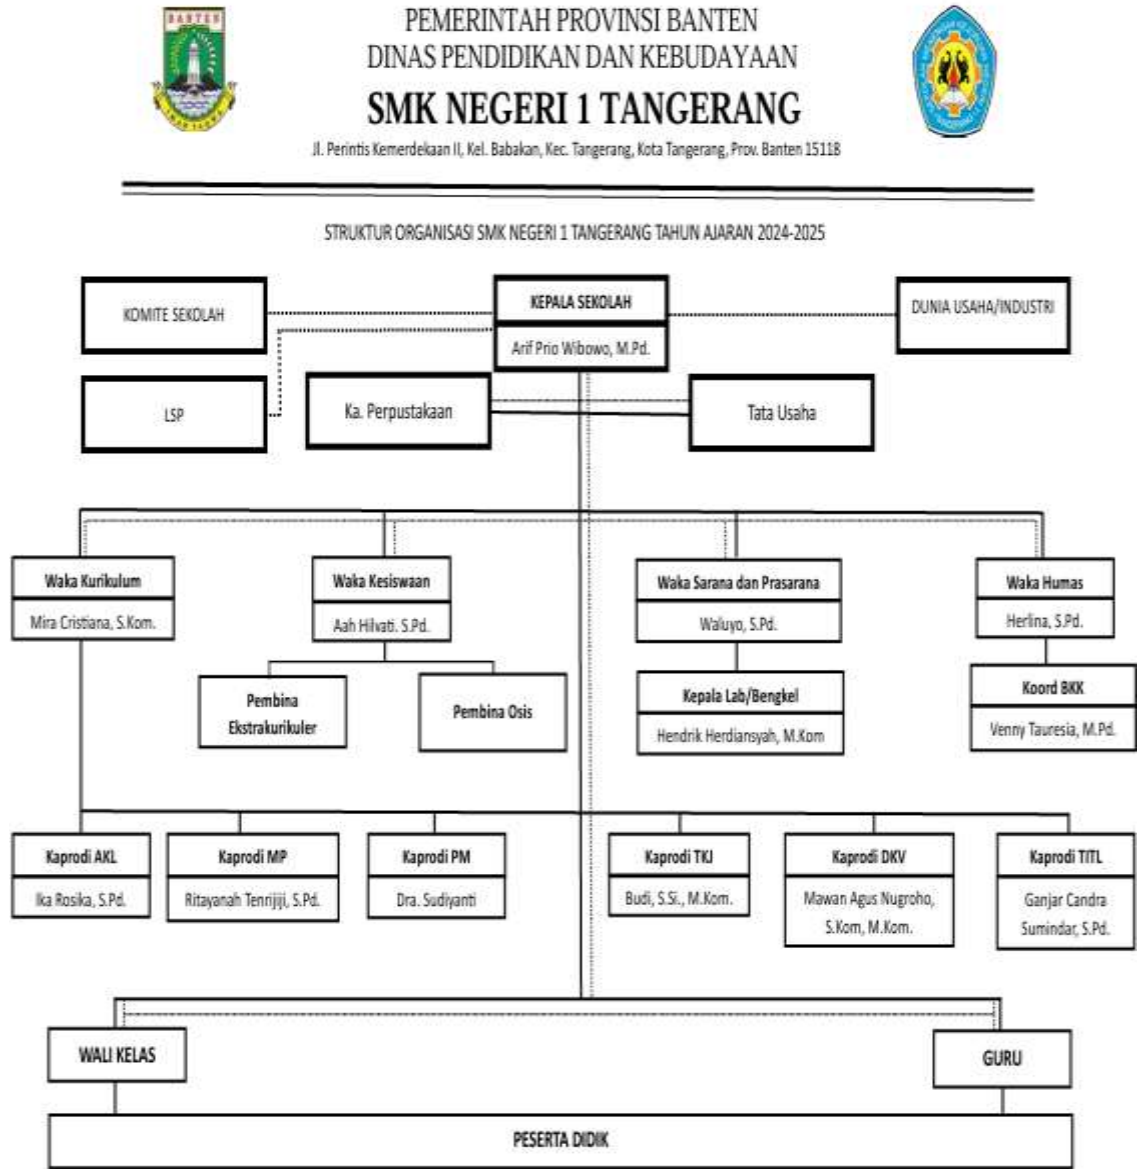 BANTEN
PEMERINTAH PROVINSI BANTEN
DINAS PENDIDIKAN DAN KEBUDAYAAN
SMK NEGERI 1 TANGERANG
Jl. Perintis Kemerdekaan II, Kel. Babakan, Kec. Tangerang, Kota Tangerang, Prov. Banten 15118
STRUKTUR ORGANISASI SMK NEGERI 1 TANGERANG TAHUN AJARAN 2024-2025
KOMITE SEKOLAH
KEPALA SEKOLAH
Arif Prio Wibowo, M.Pd.
DUNIA USAHA/INDUSTRI
LSP
Ka. Perpustakaan
Tata Usaha
Waka Kurikulum
Mira Cristiana, S.Kom.
Waka Kesiswaan
Aah Hilvati. S.Pd.
Waka Sarana dan Prasarana
Waluyo, S.Pd.
Waka Humas
Herlina, S.Pd.
Pembina
Ekstrakurikuler
Pembina Osis
Kepala Lab/Bengkel
Hendrik Herdiansyah, M.Kom
Koord BKK
Venny Tauresia, M.Pd.
Kaprodi AKL
Ika Rosika, S.Pd.
Kaprodi MP
Ritayanah Tenrijiji, S.Pd.
Kaprodi PM
Dra. Sudiyanti
Kaprodi TKJ
Budi, S.Si., M.Kom.
Kaprodi DKV
Mawan Agus Nugroho,
S.Kom, M.Kom.
Kaprodi TITL
Ganjar Candra
Sumindar, S.Pd.
WALI KELAS
GURU
PESERTA DIDIK